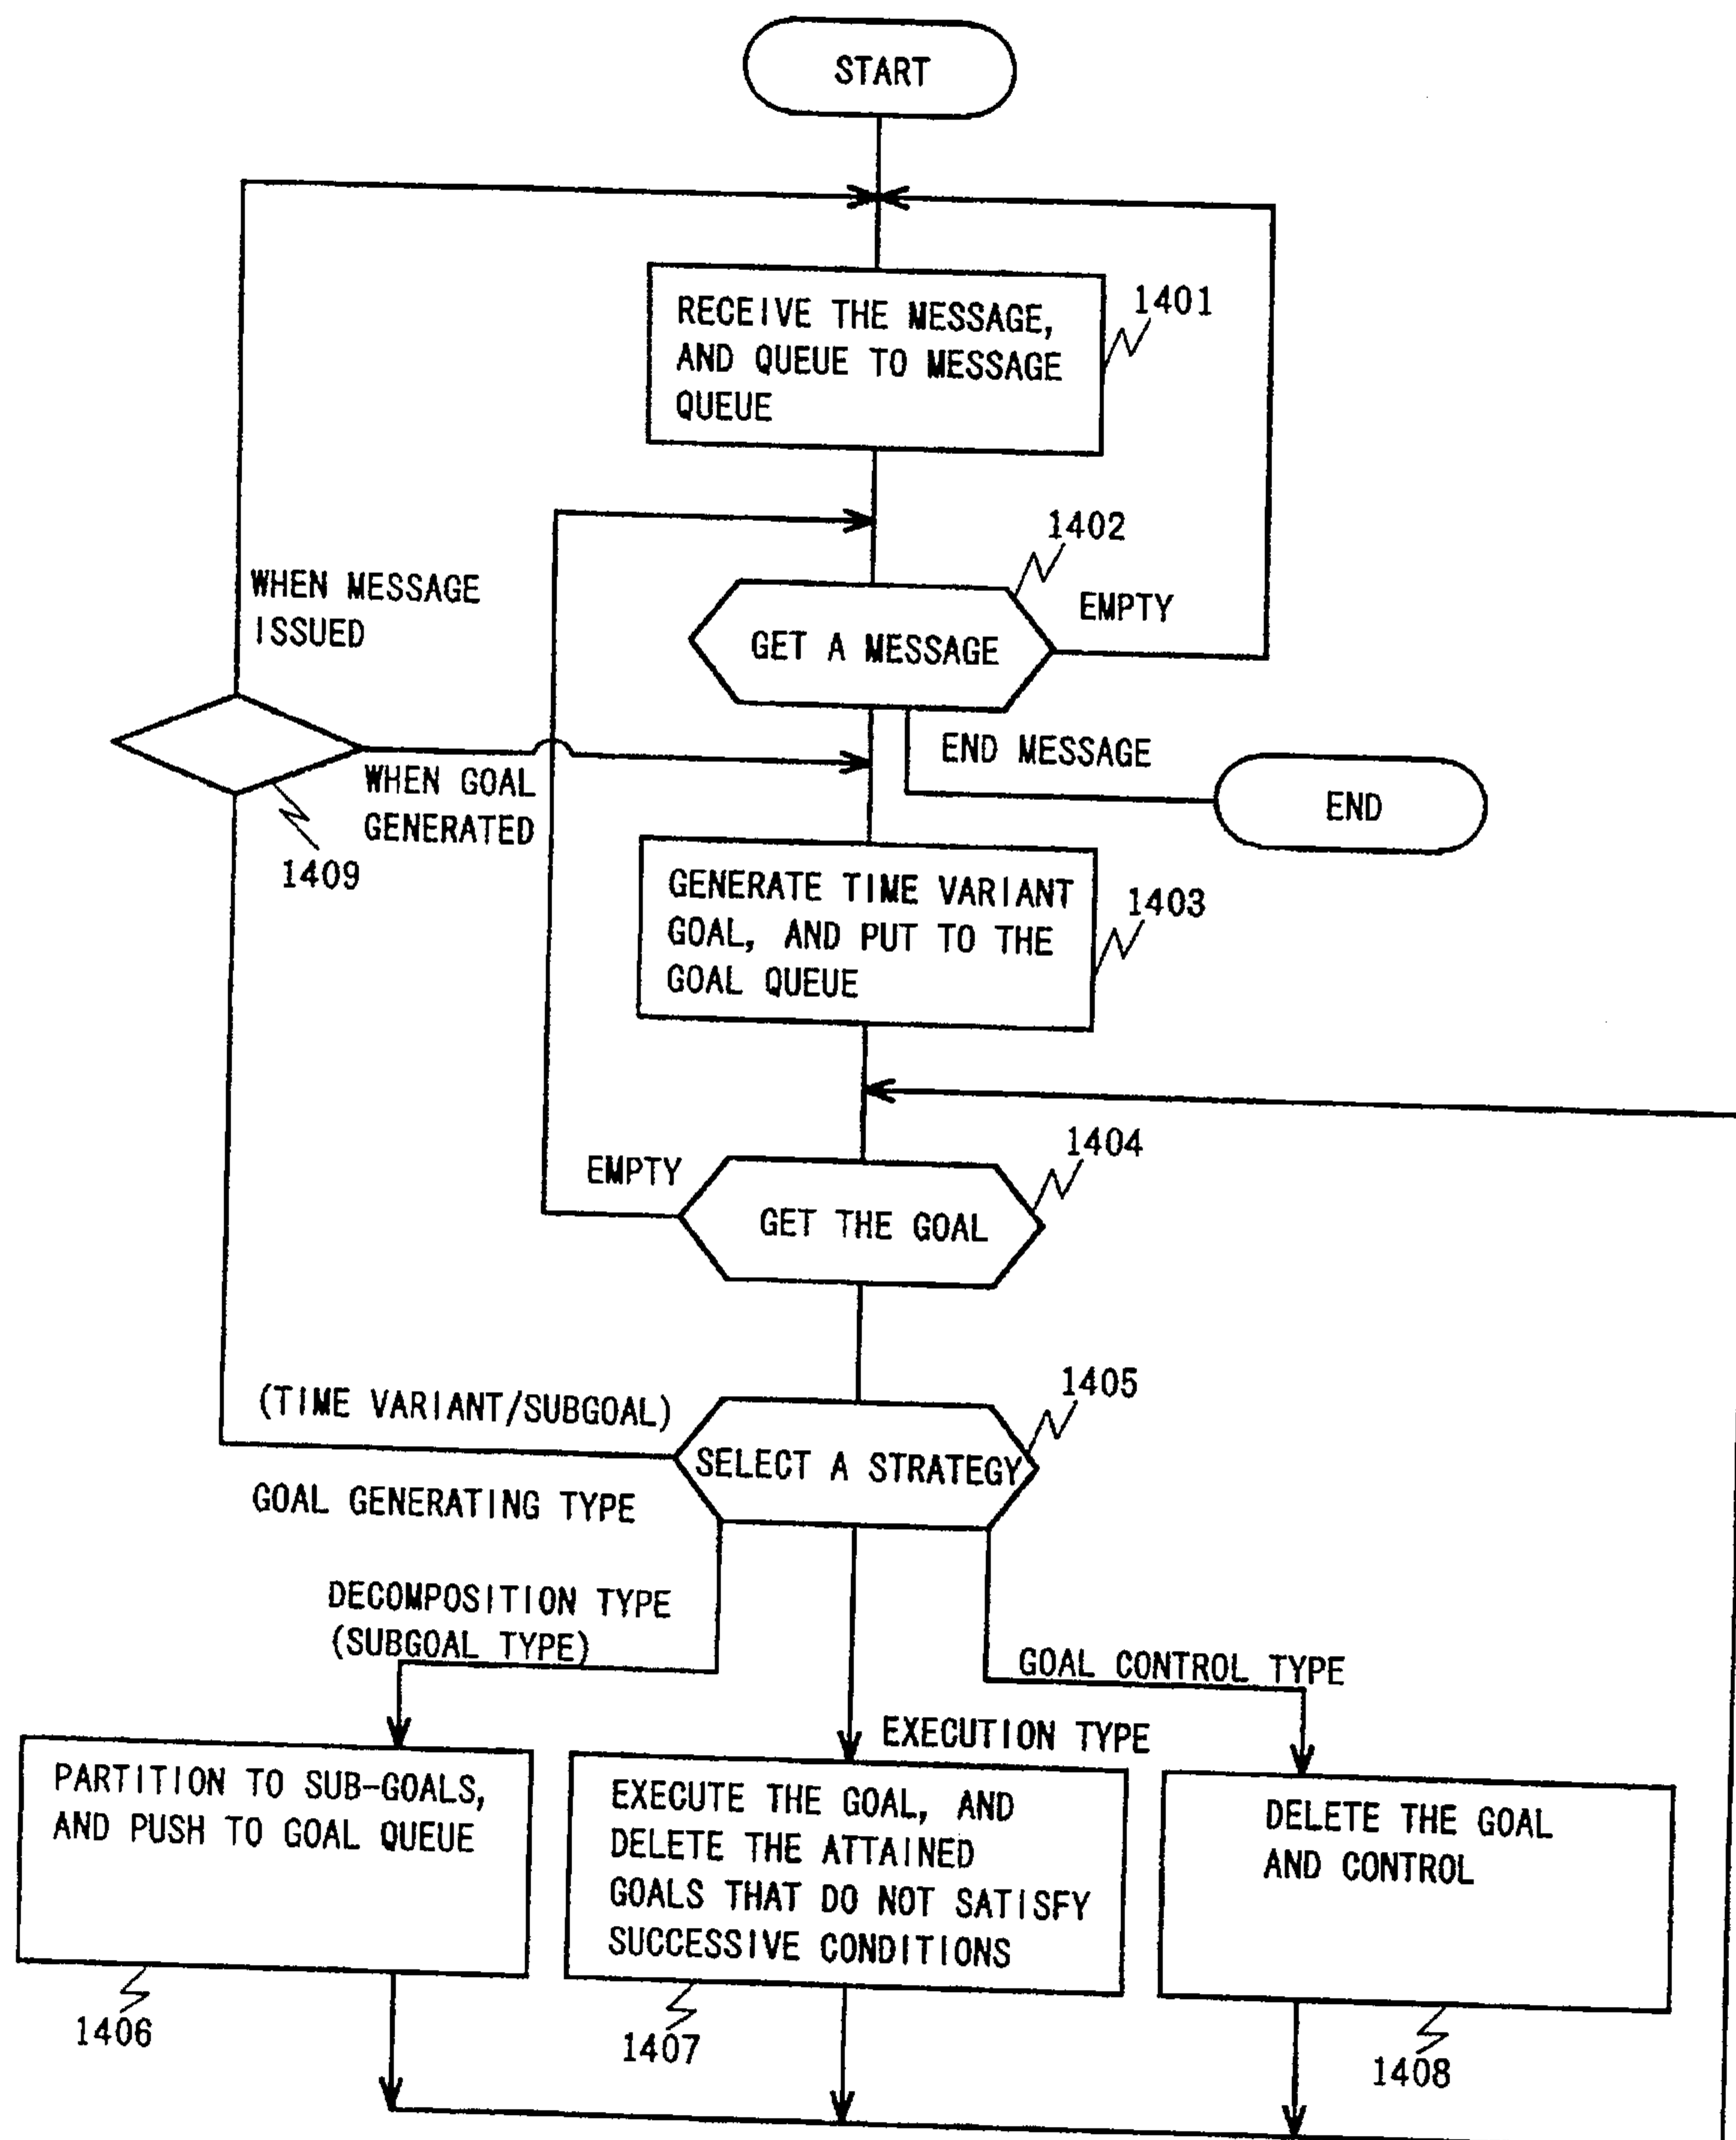 START
RECEIVE THE MESSAGE,
AND QUEUE TO MESSAGE
QUEUE
1401
1402
WHEN MESSAGE
ISSUED
EMPTY
GET A MESSAGE
END MESSAGE
WHEN GOAL
GENERATED
END
1409
GENERATE TIME VARIANT
GOAL, AND PUT TO THE
GOAL QUEUE
1403
1404
EMPTY
GET THE GOAL
1405
(TIME VARIANT/SUBGOAL)
SELECT A STRATEGY
GOAL GENERATING TYPE
DECOMPOSITION TYPE
(SUBGOAL TYPE)
GOAL CONTROL TYPE
EXECUTION TYPE
PARTITION TO SUB-GOALS,
AND PUSH TO GOAL QUEUE
EXECUTE THE GOAL, AND
DELETE THE ATTAINED
GOALS THAT DO NOT SATISFY
SUCCESSIVE CONDITIONS
DELETE THE GOAL
AND CONTROL
1406
1407
1408